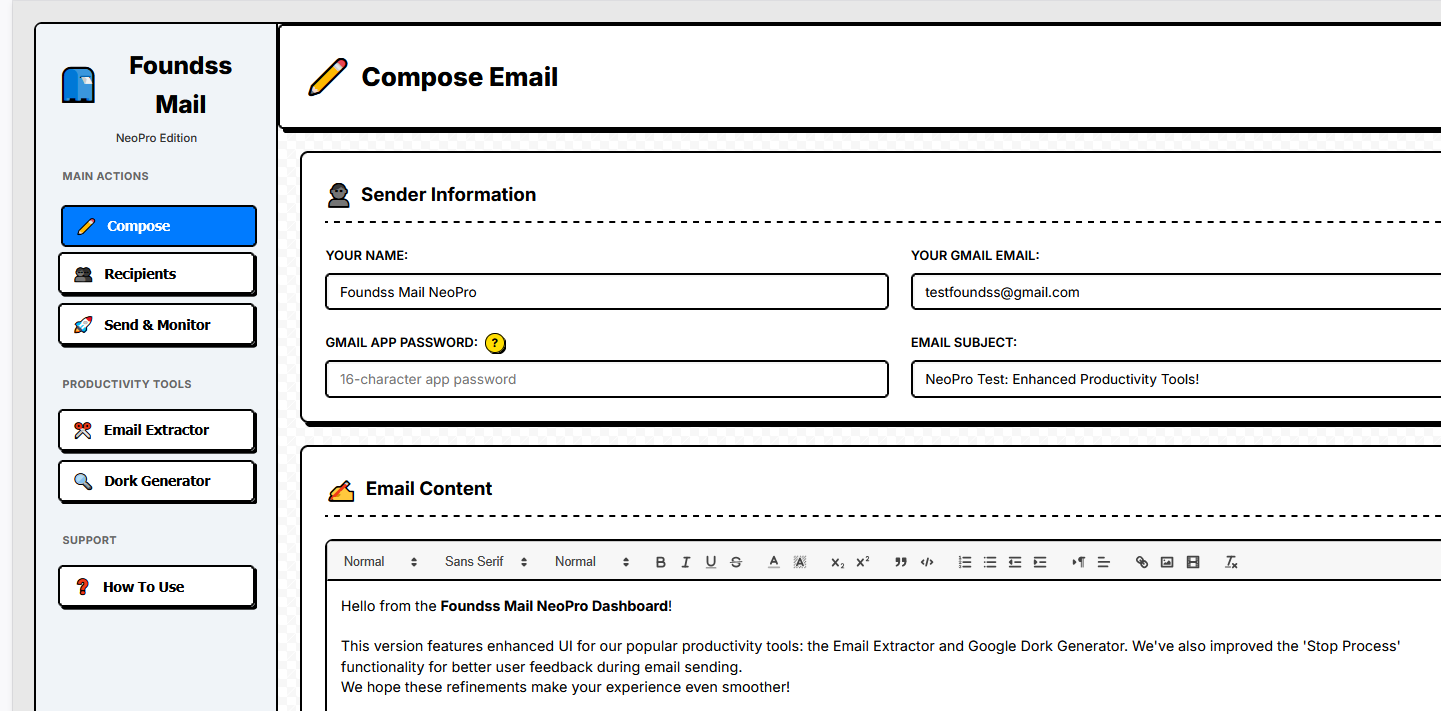 Foundss
Mail
NeoPro Edition
MAIN ACTIONS
Compose
Recipients
Send & Monitor
PRODUCTIVITY TOOLS
Email Extractor
Dork Generator
SUPPORT
How To Use
Compose Email
Sender Information
YOUR NAME:
Foundss Mail NeoPro
YOUR GMAIL EMAIL:
testfoundss@gmail.com
GMAIL APP PASSWORD: ?
16-character app password
EMAIL SUBJECT:
NeoPro Test: Enhanced Productivity Tools!
Email Content
Normal Sans Serif Normal B I U S A A x₂ x² ” </> ¶ Tx
Hello from the Foundss Mail NeoPro Dashboard!
This version features enhanced UI for our popular productivity tools: the Email Extractor and Google Dork Generator. We've also improved the 'Stop Process'
functionality for better user feedback during email sending.
We hope these refinements make your experience even smoother!